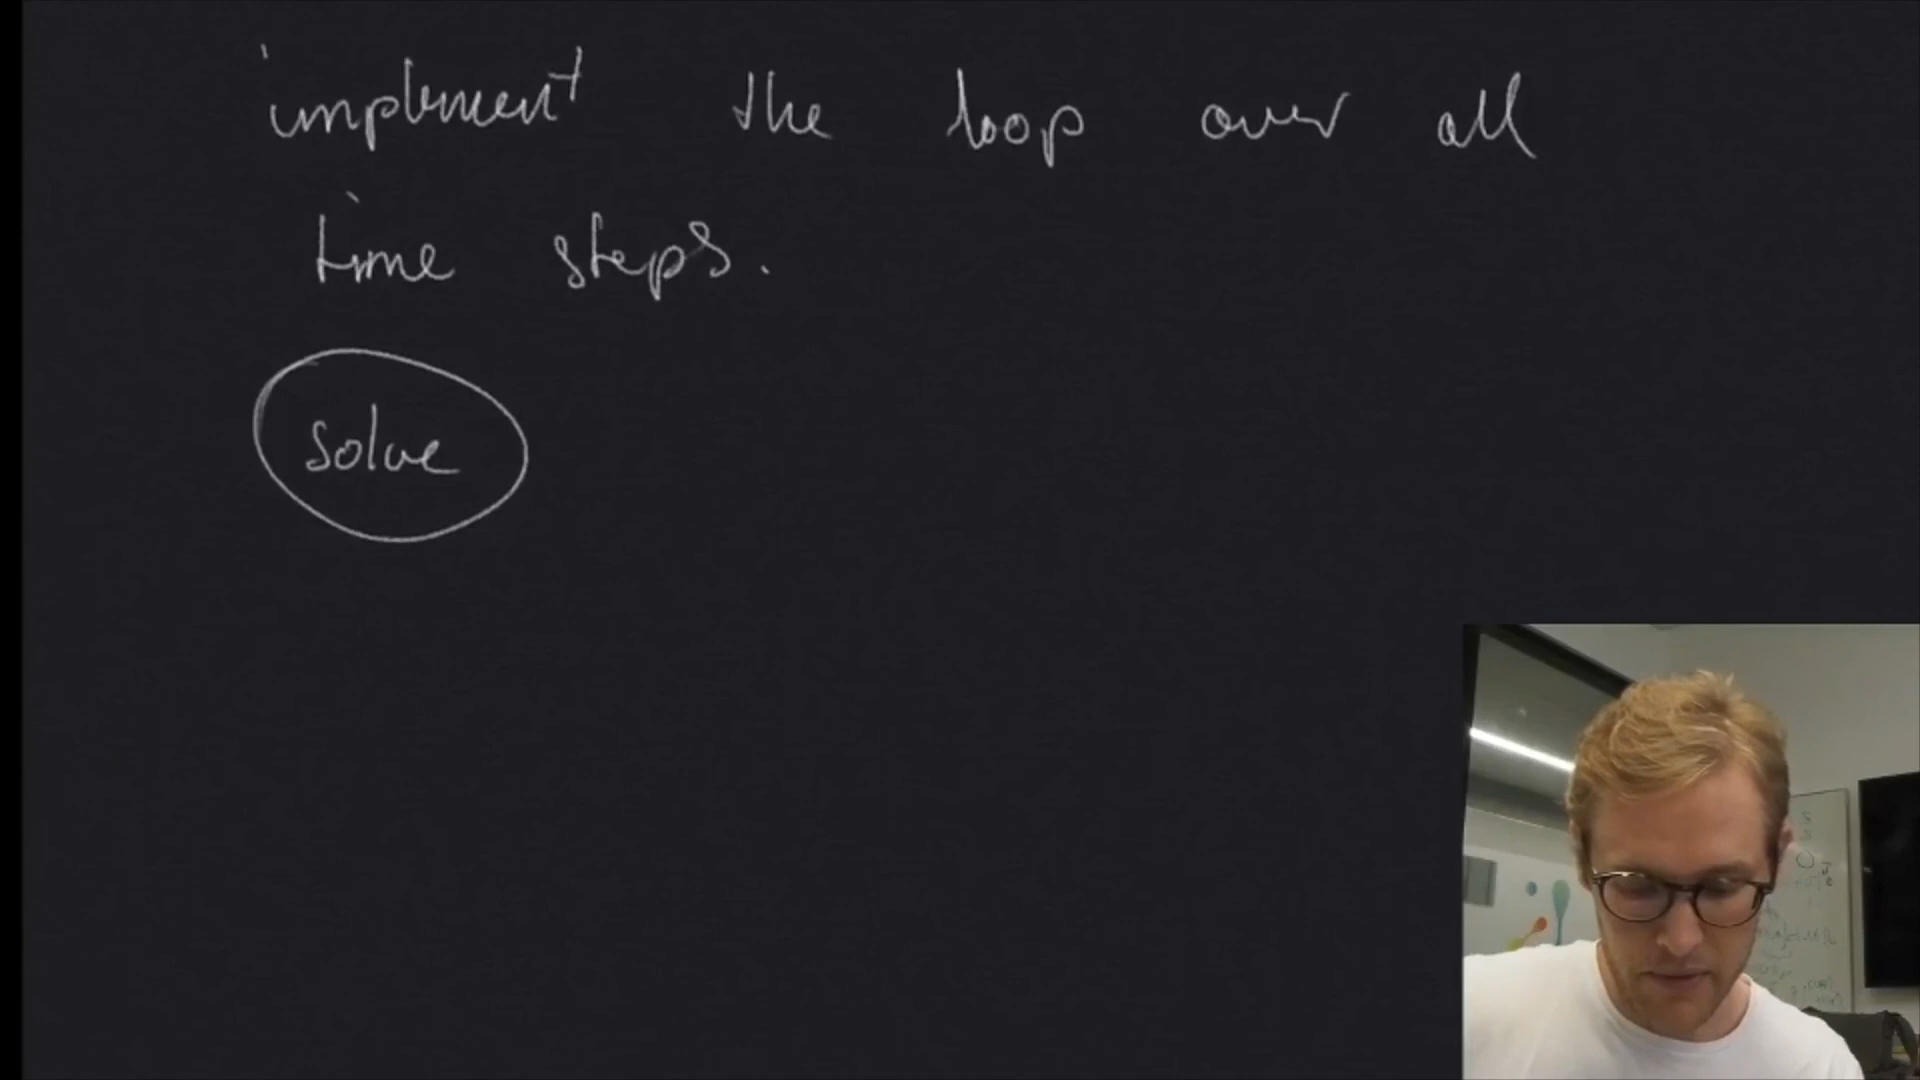 implement the loop over all
time steps.
solve